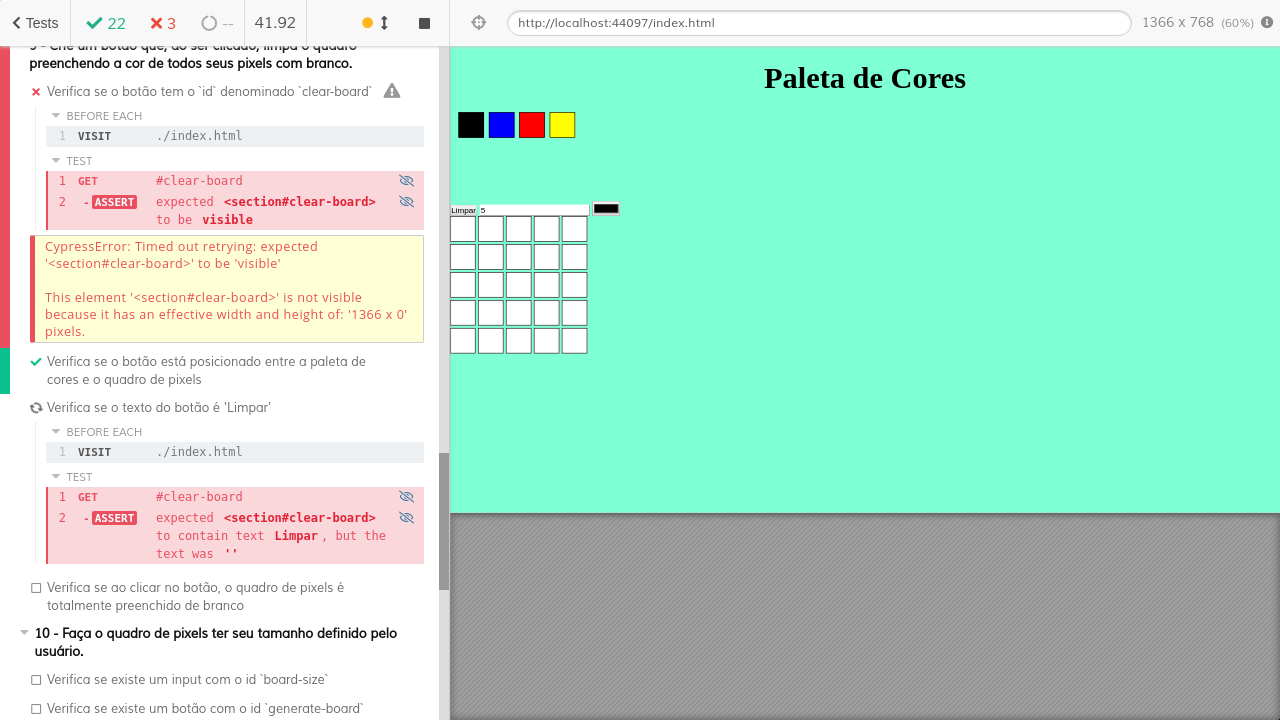 Tests
22
3
--
41.92
http://localhost:44097/index.html
1366 x 768 (60%)
9 - Crie um botão que, ao ser clicado, limpa o quadro
preenchendo a cor de todos seus pixels com branco.
Verifica se o botão tem o `id` denominado `clear-board`
BEFORE EACH
1 VISIT ./index.html
TEST
1 GET #clear-board
2 - ASSERT expected <section#clear-board>
to be visible
CypressError: Timed out retrying: expected
'<section#clear-board>' to be 'visible'
This element '<section#clear-board>' is not visible
because it has an effective width and height of: '1366 x 0'
pixels.
Verifica se o botão está posicionado entre a paleta de
cores e o quadro de pixels
Verifica se o texto do botão é 'Limpar'
BEFORE EACH
1 VISIT ./index.html
TEST
1 GET #clear-board
2 - ASSERT expected <section#clear-board>
to contain text Limpar , but the
text was ''
Verifica se ao clicar no botão, o quadro de pixels é
totalmente preenchido de branco
10 - Faça o quadro de pixels ter seu tamanho definido pelo
usuário.
Verifica se existe um input com o id `board-size`
Verifica se existe um botão com o id `generate-board`
Paleta de Cores
Limpar 5